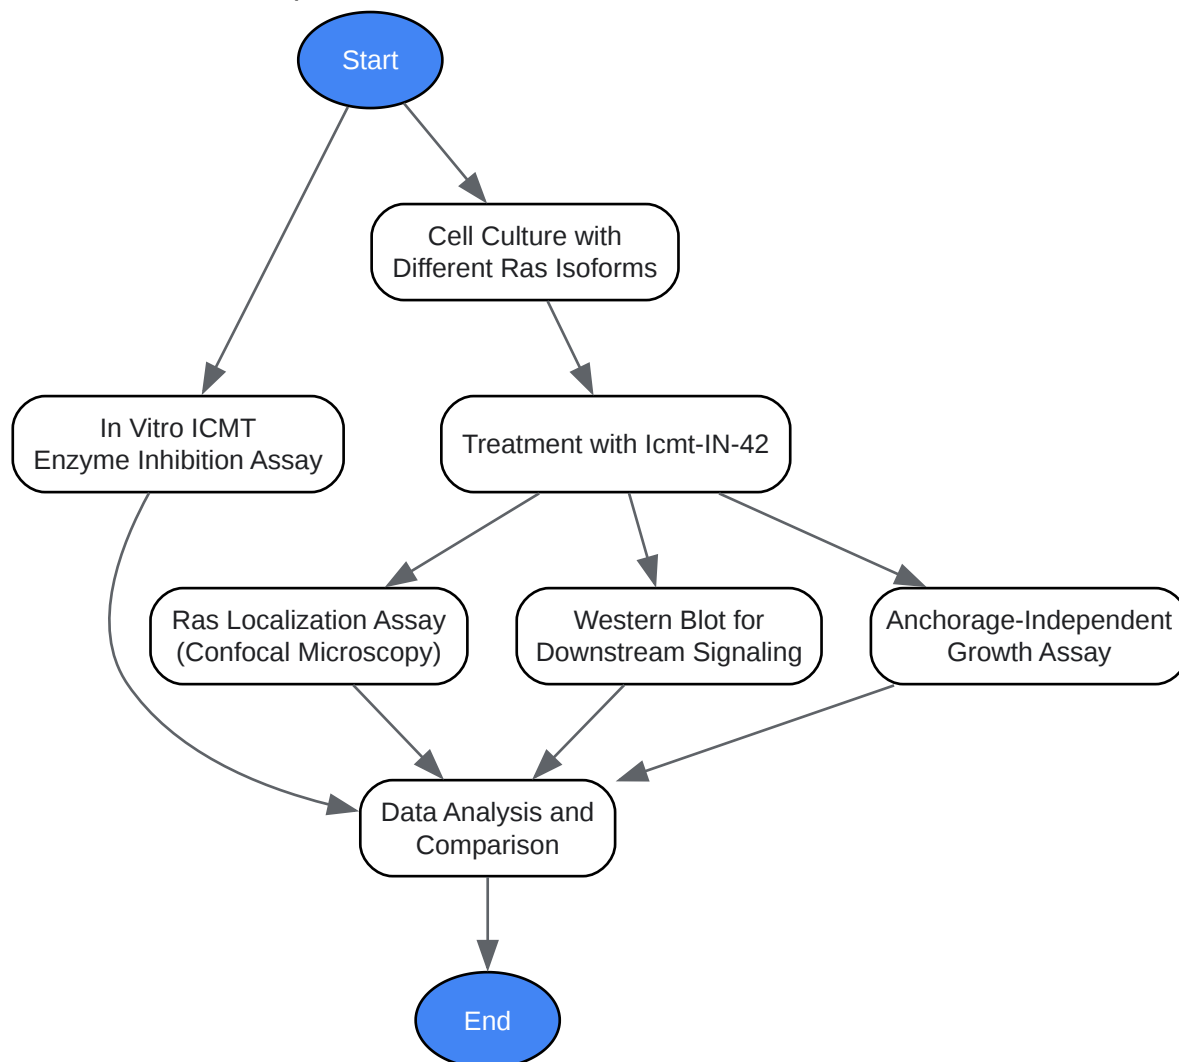 Start
Cell Culture with
Different Ras Isoforms
In Vitro ICMT
Enzyme Inhibition Assay
Treatment with Icmt-IN-42
Ras Localization Assay
(Confocal Microscopy)
Western Blot for
Downstream Signaling
Anchorage-Independent
Growth Assay
Data Analysis and
Comparison
End